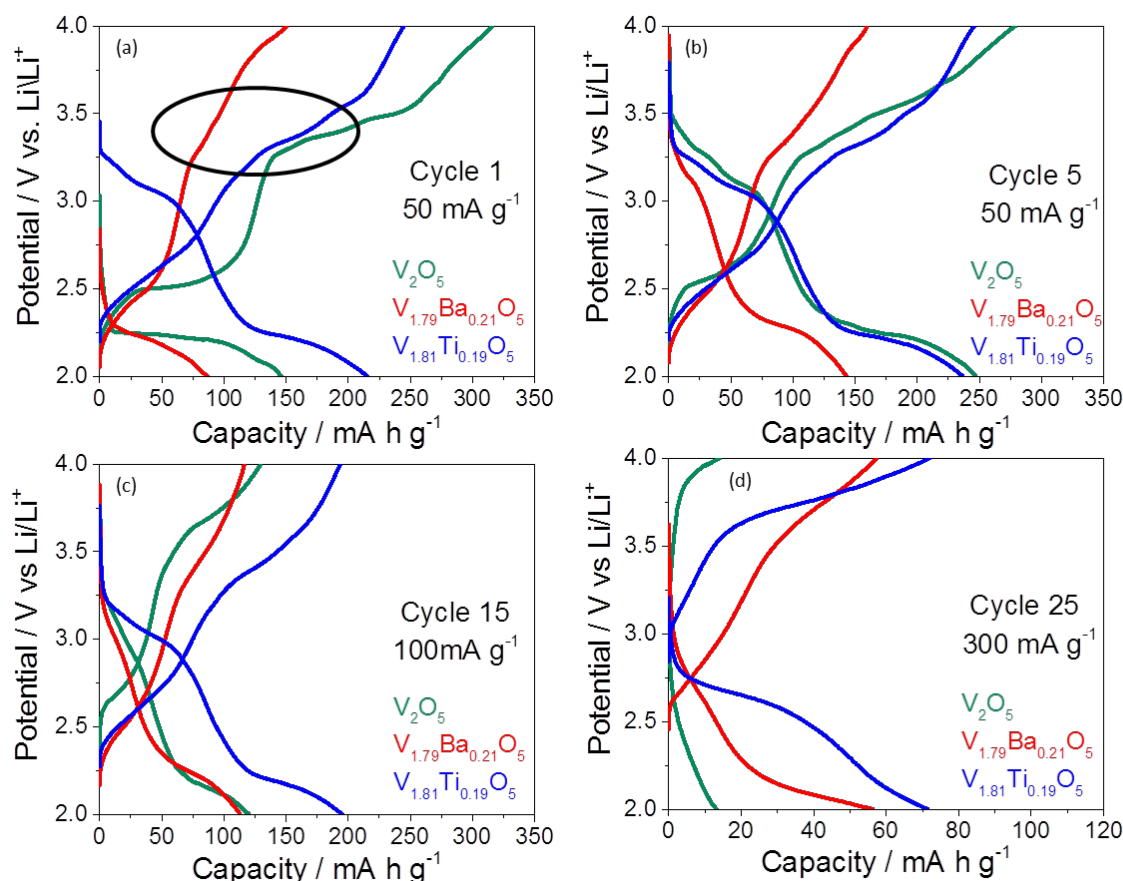 (a)
4.0
3.5
3.0
2.5
2.0
Potential / V vs. Li\Li⁺
Cycle 1
50 mA g⁻¹
V₂O₅
V₁.₇₉Ba₀.₂₁O₅
V₁.₈₁Ti₀.₁₉O₅
0 50 100 150 200 250 300 350
Capacity / mA h g⁻¹
(b)
4.0
3.5
3.0
2.5
2.0
Potential / V vs Li/Li⁺
Cycle 5
50 mA g⁻¹
V₂O₅
V₁.₇₉Ba₀.₂₁O₅
V₁.₈₁Ti₀.₁₉O₅
0 50 100 150 200 250 300 350
Capacity / mA h g⁻¹
(c)
4.0
3.5
3.0
2.5
2.0
Potential / V vs Li/Li⁺
Cycle 15
100mA g⁻¹
V₂O₅
V₁.₇₉Ba₀.₂₁O₅
V₁.₈₁Ti₀.₁₉O₅
0 50 100 150 200 250 300 350
Capacity / mA h g⁻¹
(d)
4.0
3.5
3.0
2.5
2.0
Potential / V vs Li/Li⁺
Cycle 25
300 mA g⁻¹
V₂O₅
V₁.₇₉Ba₀.₂₁O₅
V₁.₈₁Ti₀.₁₉O₅
0 20 40 60 80 100 120
Capacity / mA h g⁻¹